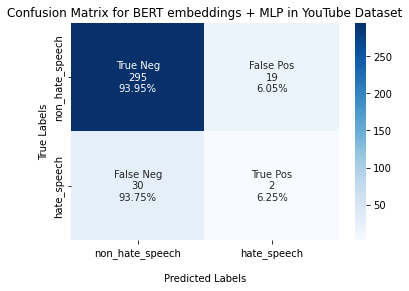 Confusion Matrix for BERT embeddings + MLP in YouTube Dataset
True Labels
non_hate_speech
hate_speech
True Neg
295
93.95%
False Pos
19
6.05%
False Neg
30
93.75%
True Pos
2
6.25%
non_hate_speech
hate_speech
Predicted Labels
250
200
150
100
50